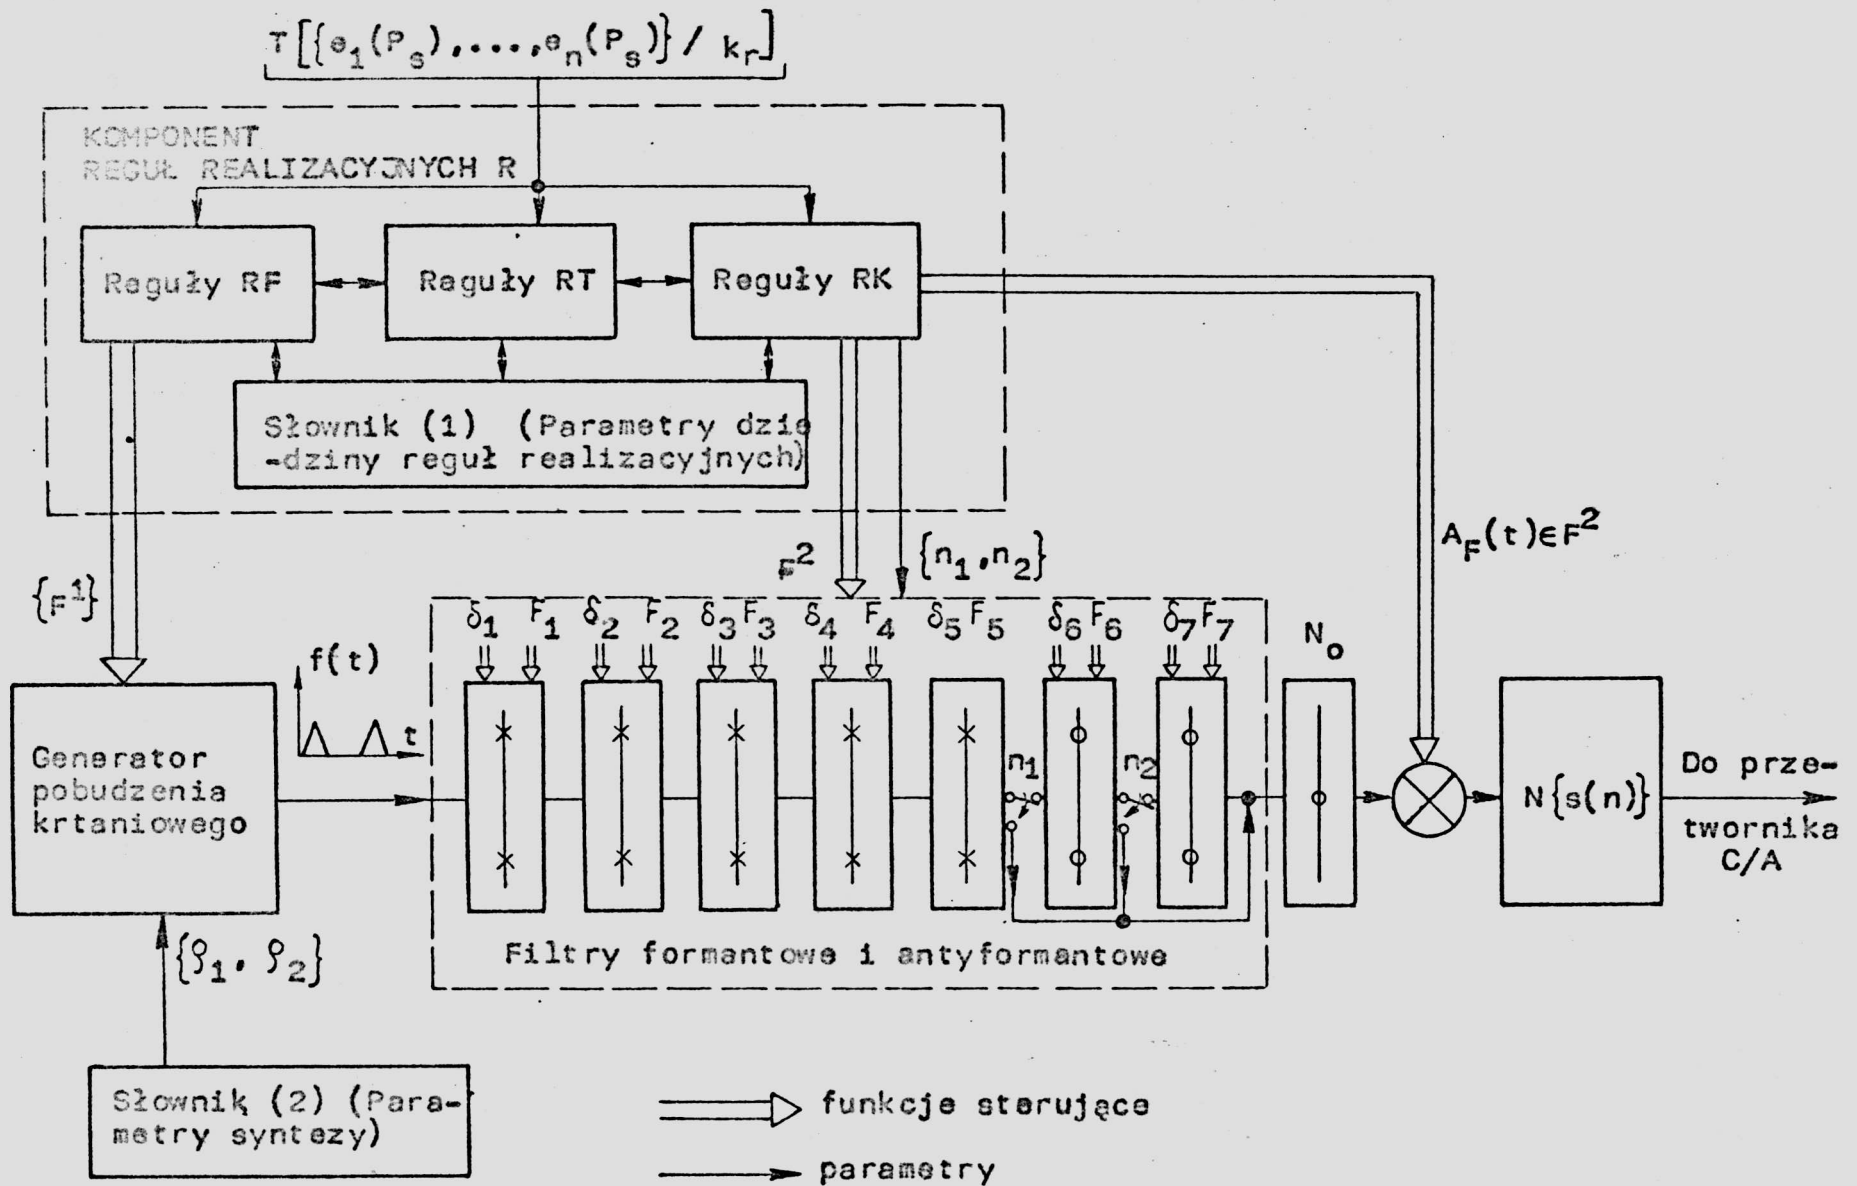 T[{e₁(Pₛ),....,eₙ(Pₛ)}/ kᵣ]
KOMPONENT
REGUŁ REALIZACYJNYCH R
Reguły RF
Reguły RT
Reguły RK
Słownik (1) (Parametry dzie
-dziny reguł realizacyjnych)
{F¹}
F²
{n₁,n₂}
A_F(t)∈F²
f(t)
t
δ₁ F₁ δ₂ F₂ δ₃ F₃ δ₄ F₄ δ₅ F₅ δ₆ F₆ δ₇ F₇
N₀
Generator
pobudzenia
krtaniowego
n₁
n₂
N{s(n)}
Do prze-
twornika
C/A
Filtry formantowe i antyformantowe
{ρ₁, ρ₂}
Słownik (2) (Para-
metry syntezy)
funkcje sterujące
parametry